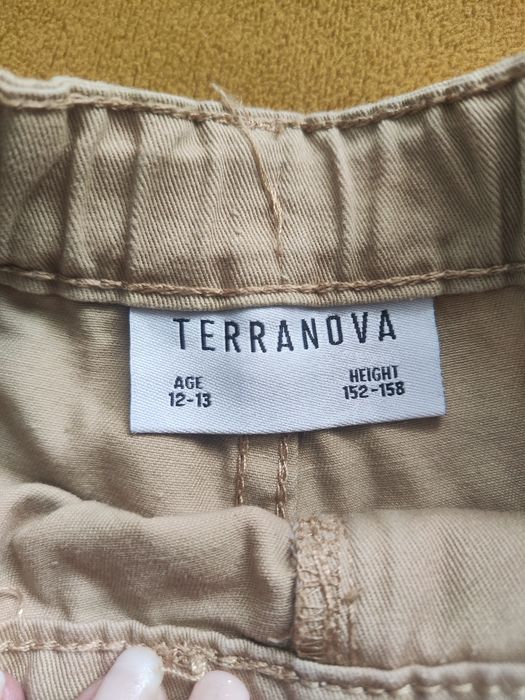 TERRANOVA
AGE HEIGHT
12-13 152-158